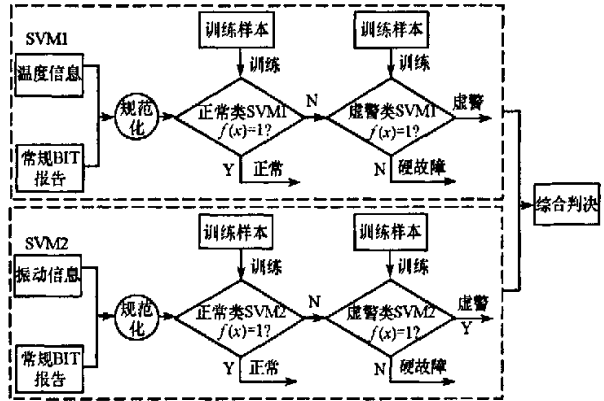 SVM1
训练样本
训练样本
温度信息
训练
训练
规范化
正常类SVM1
f(x)=1?
N
虚警类SVM1
f(x)=1?
虚警
常规BIT
报告
Y
正常
N
硬故障
综合判决
SVM2
训练样本
训练样本
振动信息
训练
训练
规范化
正常类SVM2
f(x)=1?
N
虚警类SVM2
f(x)=1?
虚警
Y
常规BIT
报告
Y
正常
N
硬故障